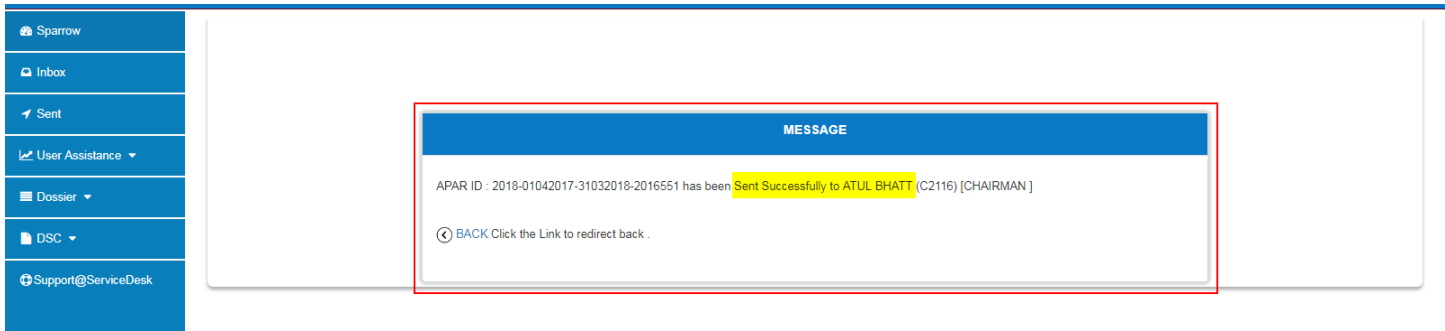 Sparrow
Inbox
Sent
User Assistance
Dossier
DSC
Support@ServiceDesk
MESSAGE
APAR ID : 2018-01042017-31032018-2016551 has been Sent Successfully to ATUL BHATT (C2116) [CHAIRMAN ]
BACK Click the Link to redirect back .